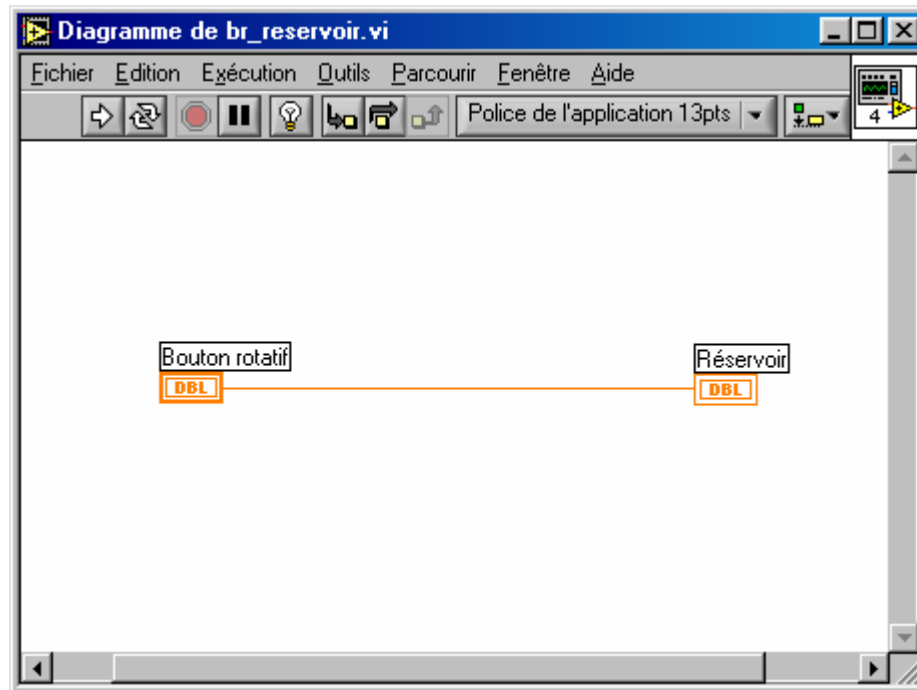 Diagramme de br_reservoir.vi
Fichier Edition Exécution Outils Parcourir Fenêtre Aide
Police de l'application 13pts
4
Bouton rotatif
DBL
Réservoir
DBL